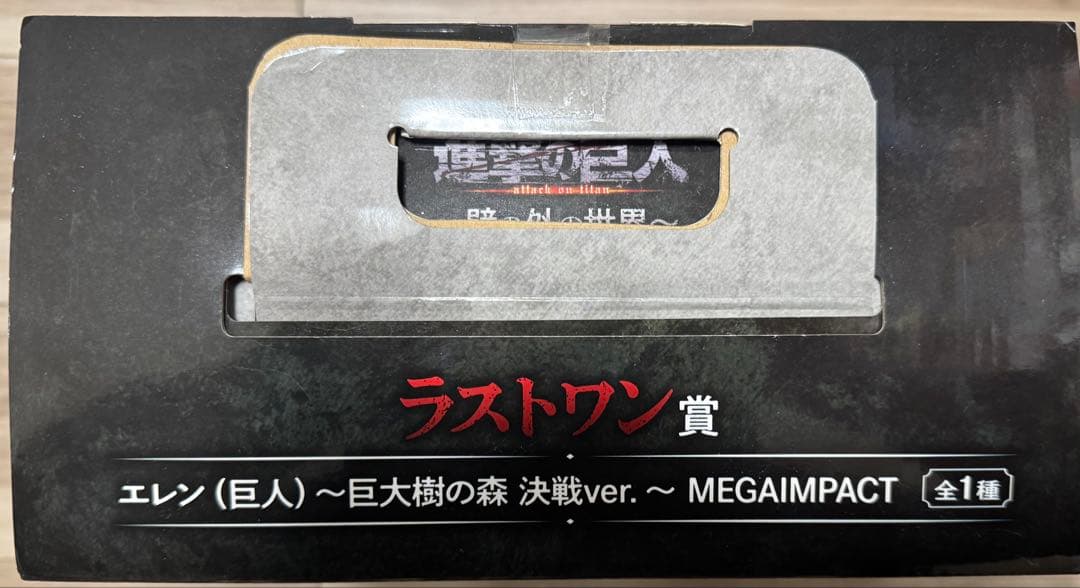 進撃の巨人
attack on titan
壁の外の世界〜
ラストワン賞
エレン(巨人)〜巨大樹の森 決戦ver.〜 MEGAIMPACT 全1種